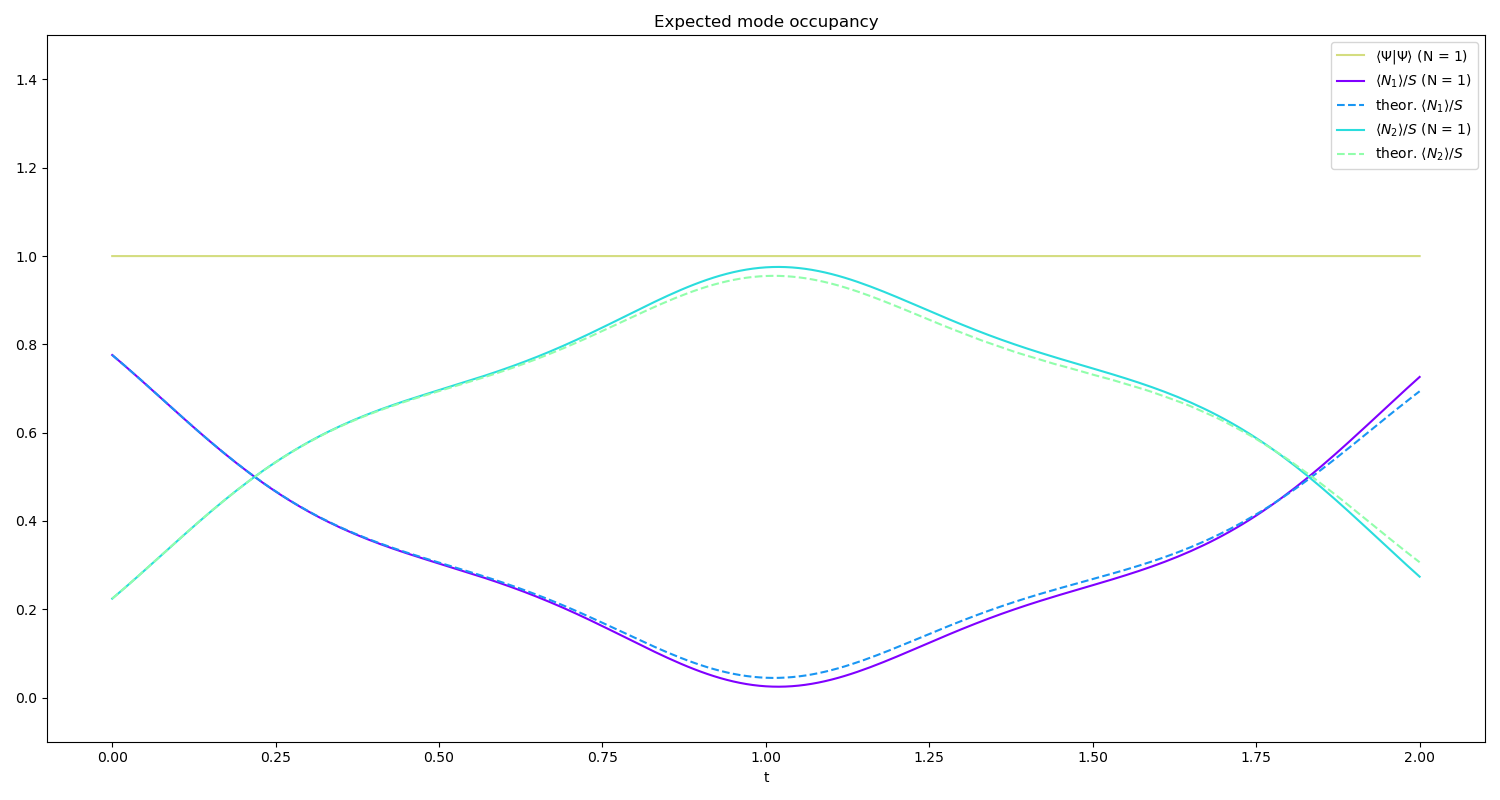 Expected mode occupancy
1.4
1.2
1.0
0.8
0.6
0.4
0.2
0.0
⟨Ψ|Ψ⟩ (N = 1)
⟨N₁⟩/S (N = 1)
theor. ⟨N₁⟩/S
⟨N₂⟩/S (N = 1)
theor. ⟨N₂⟩/S
0.00 0.25 0.50 0.75 1.00 1.25 1.50 1.75 2.00
t